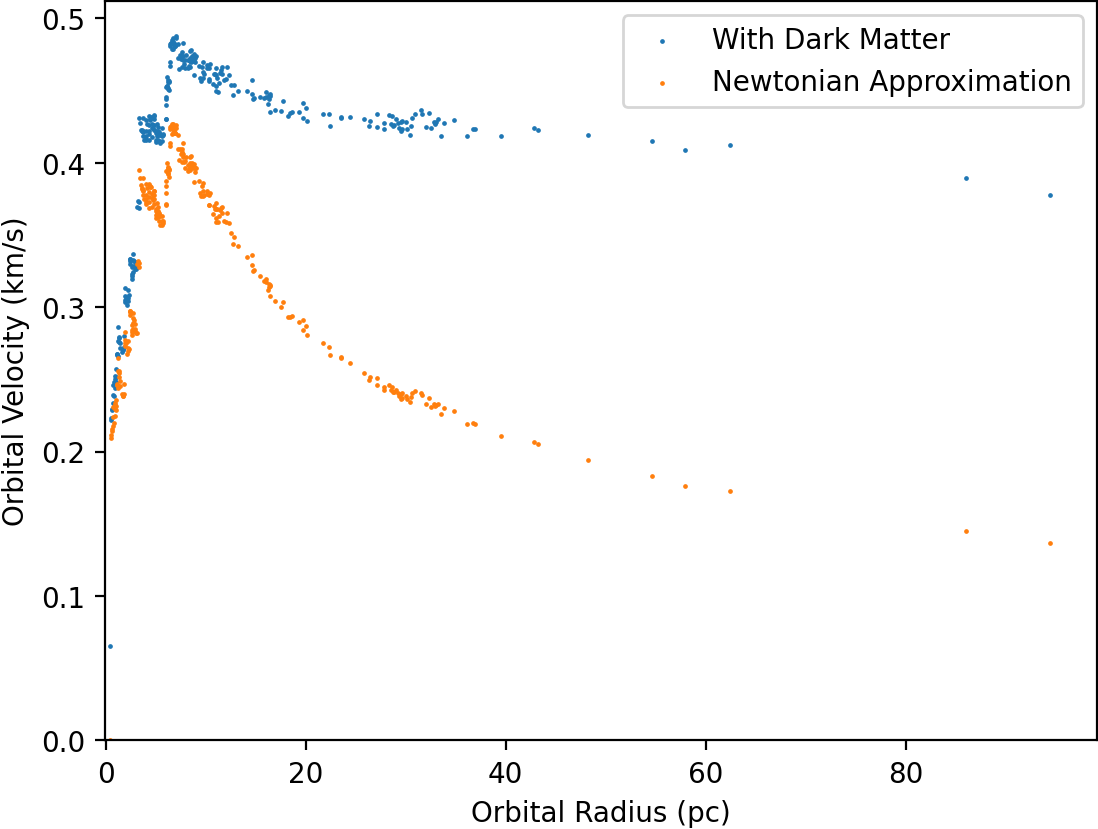 With Dark Matter
Newtonian Approximation
0.5
0.4
0.3
0.2
0.1
0.0
Orbital Velocity (km/s)
0 20 40 60 80
Orbital Radius (pc)